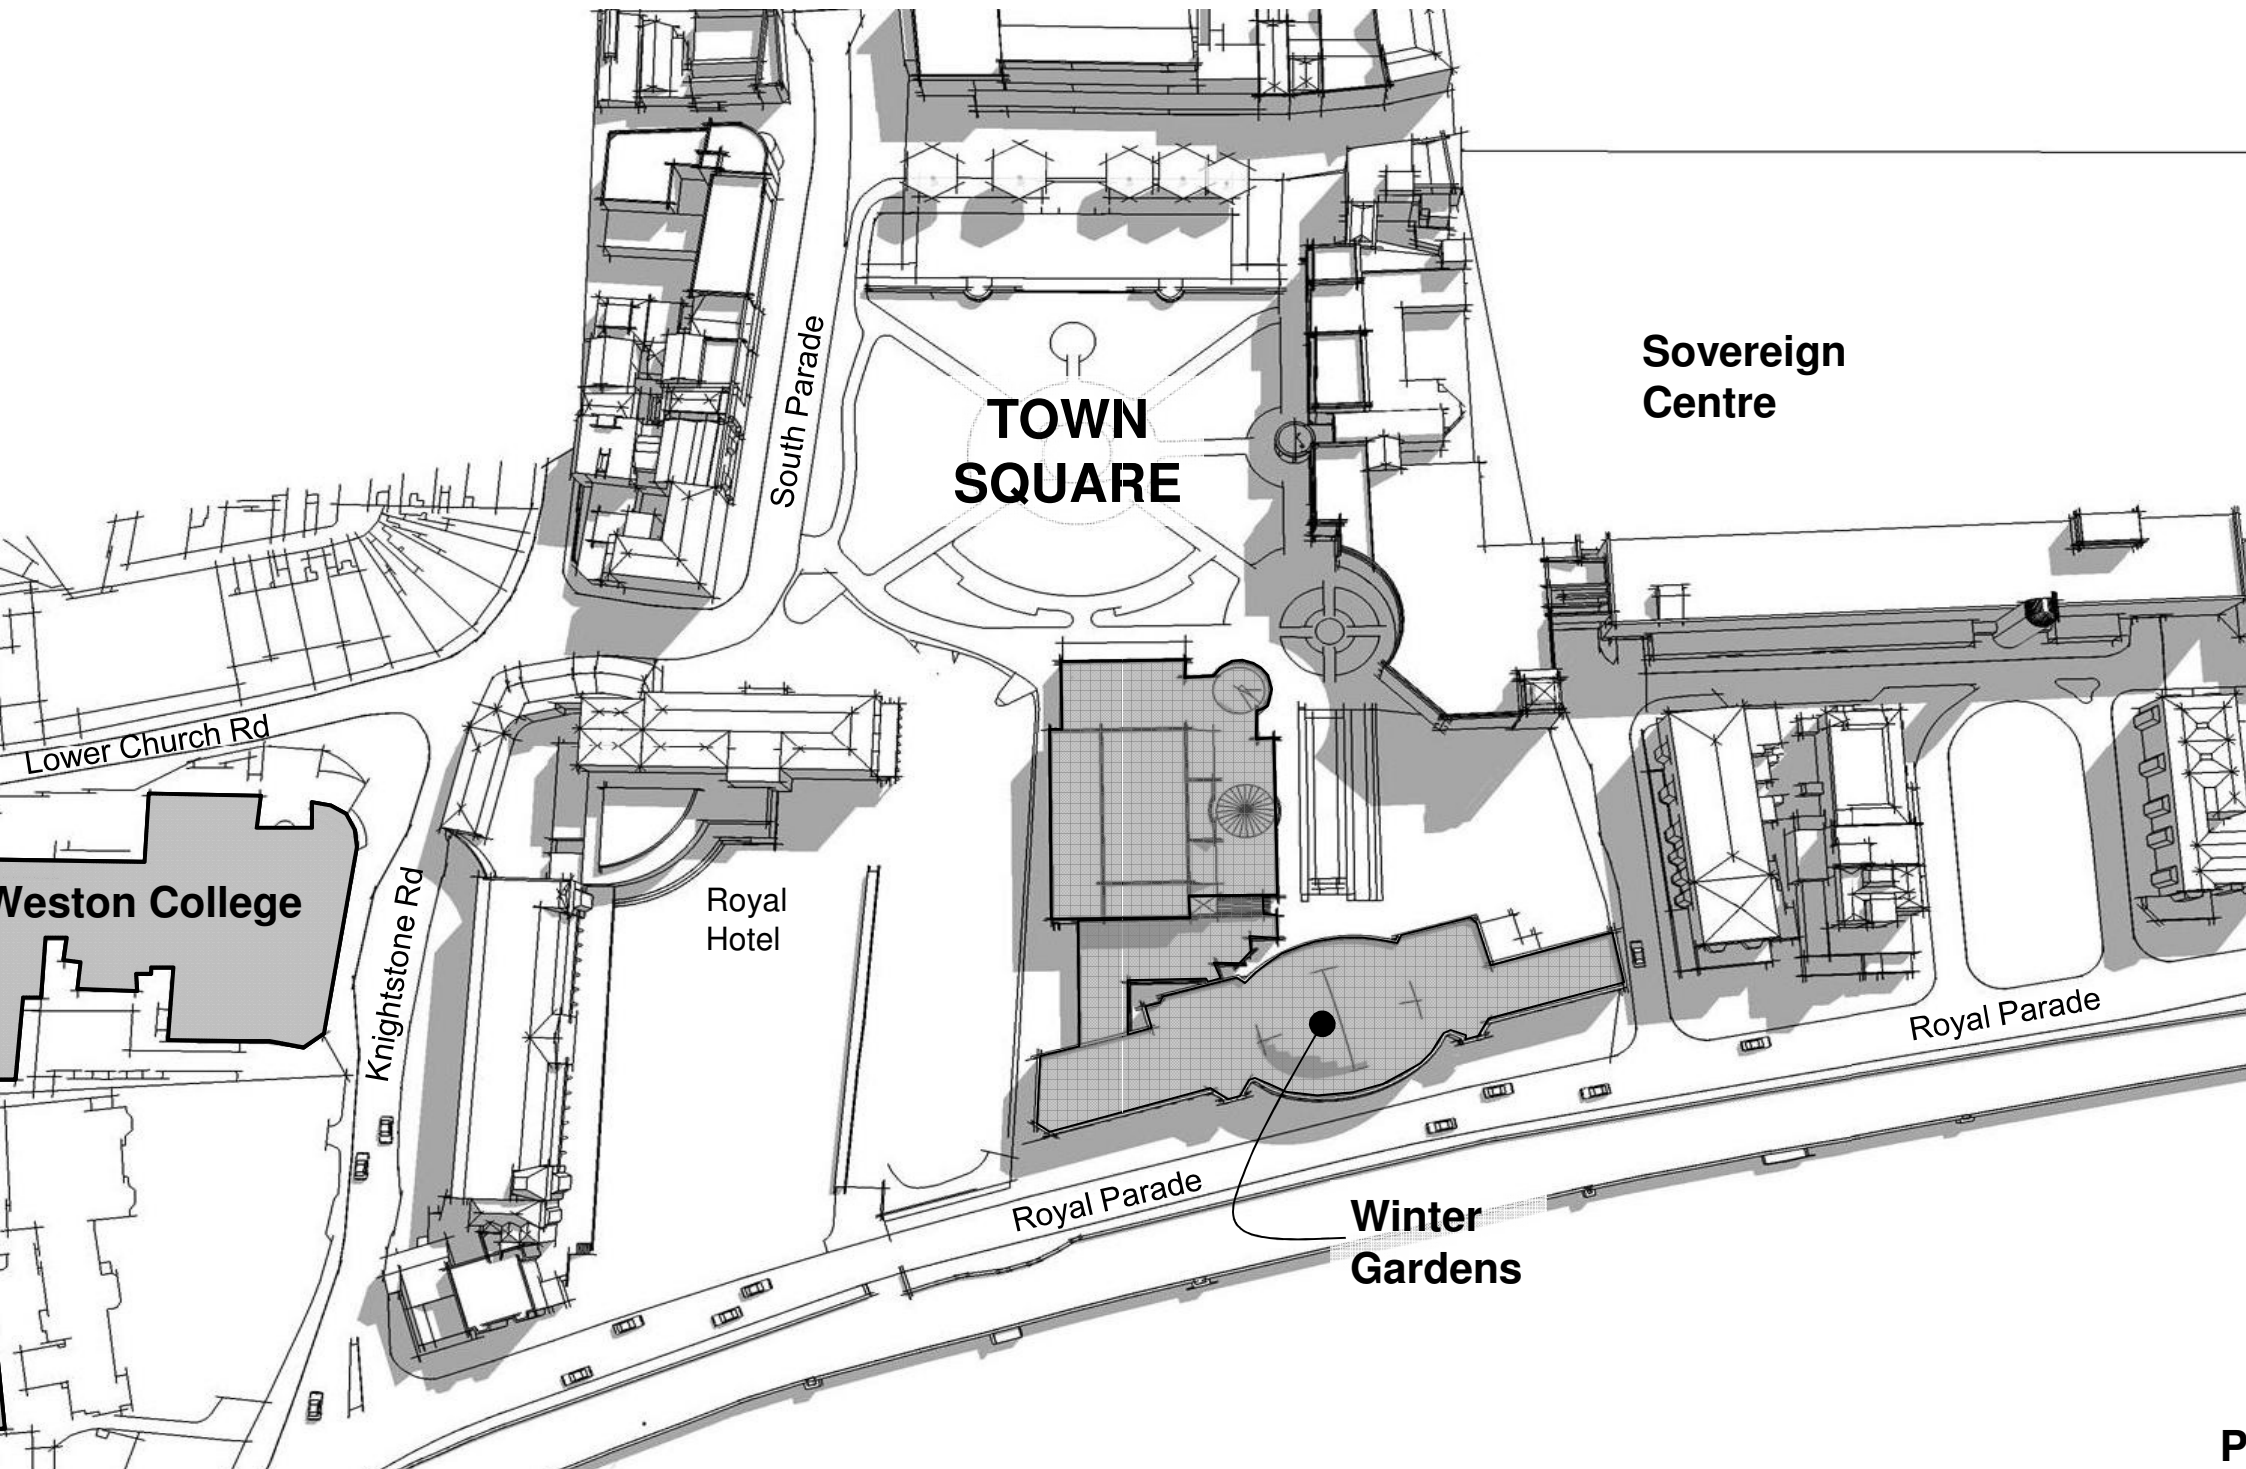 South Parade
Sovereign
Centre
TOWN
SQUARE
Lower Church Rd
Weston College
Knightstone Rd
Royal
Hotel
Royal Parade
Royal Parade
Winter
Gardens
P